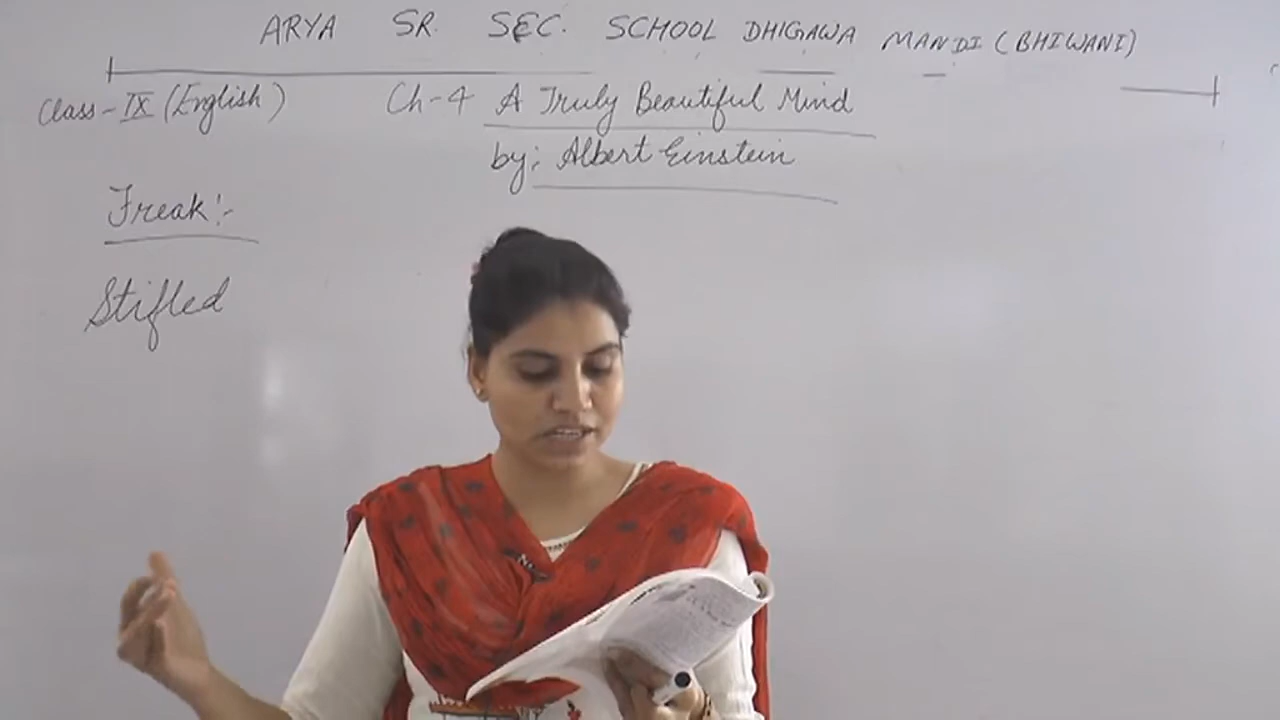 ARYA SR. SEC. SCHOOL DHIGAWA MANDI (BHIWANI)
Class-IX (English) Ch-4 A Truly Beautiful Mind
by: Albert Einstein
Freak:-
Stifled